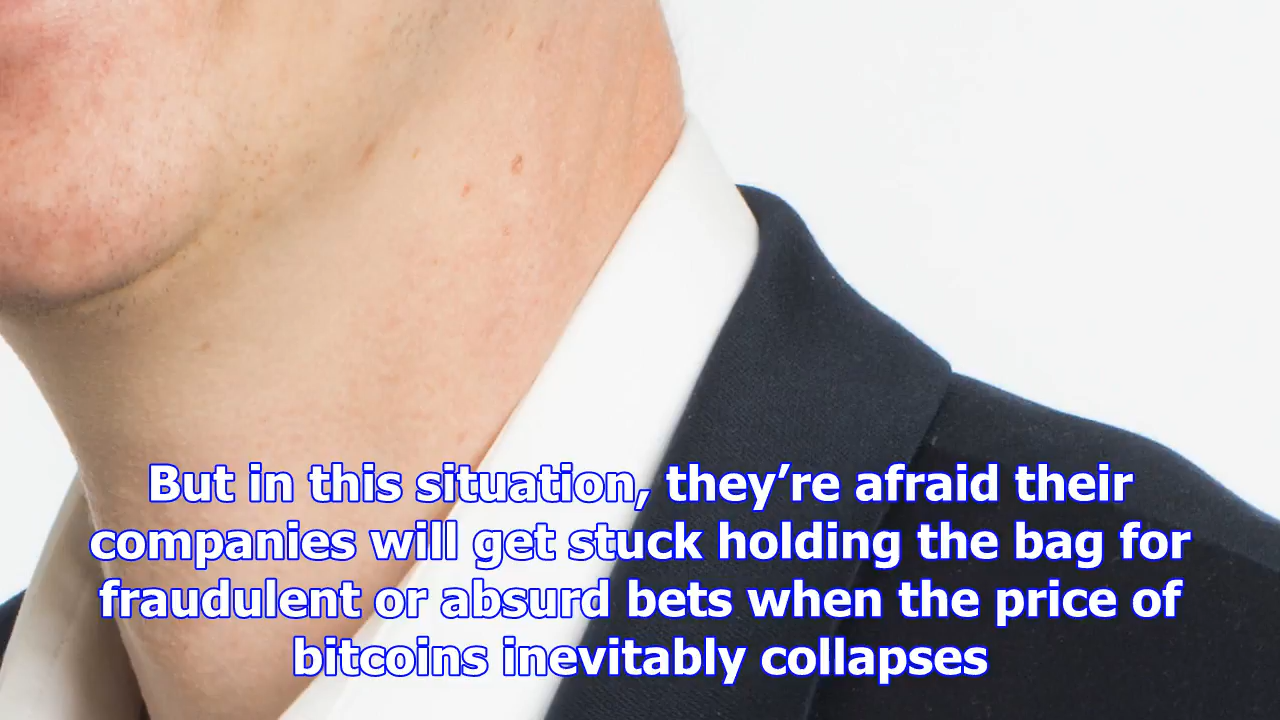 But in this situation, they’re afraid their
companies will get stuck holding the bag for
fraudulent or absurd bets when the price of
bitcoins inevitably collapses